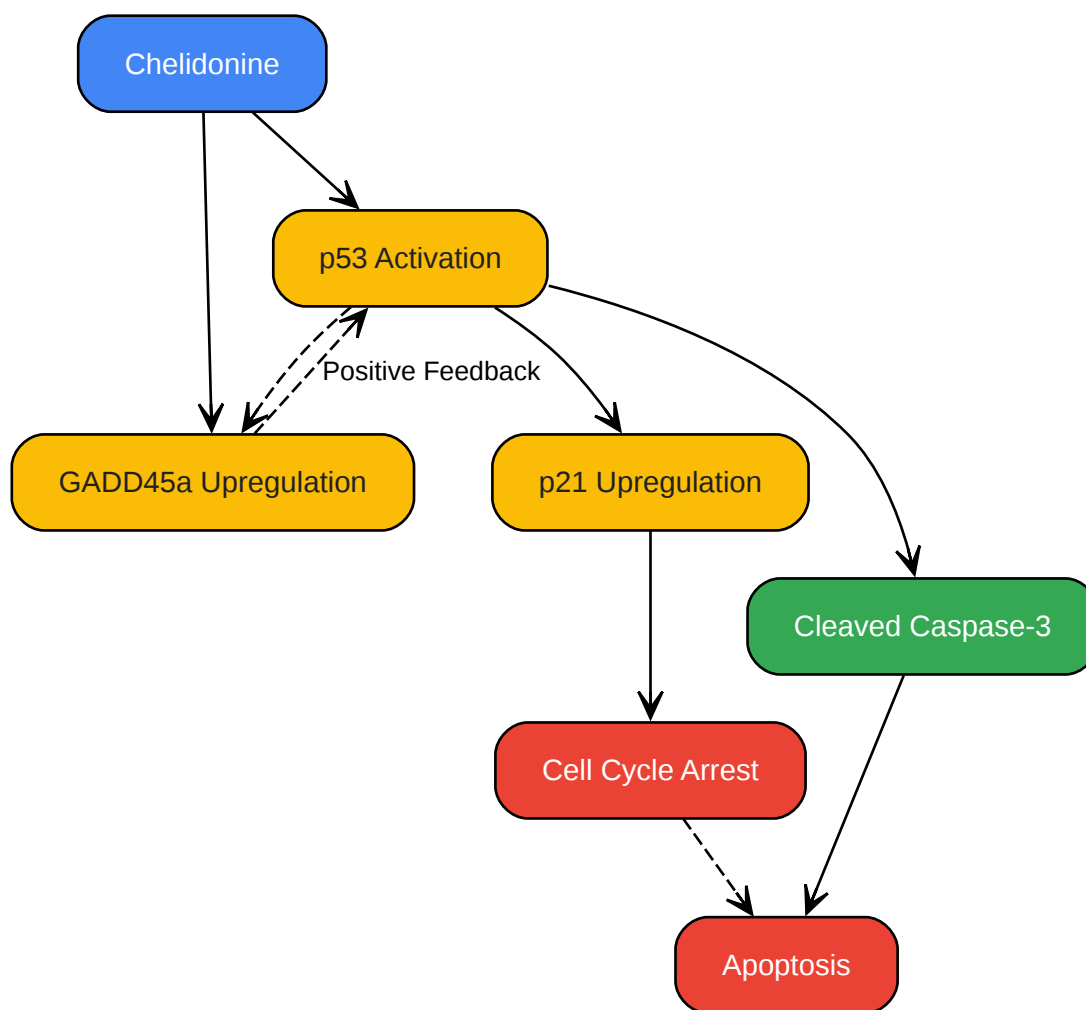 Chelidonine
p53 Activation
Positive Feedback
GADD45a Upregulation
p21 Upregulation
Cleaved Caspase-3
Cell Cycle Arrest
Apoptosis